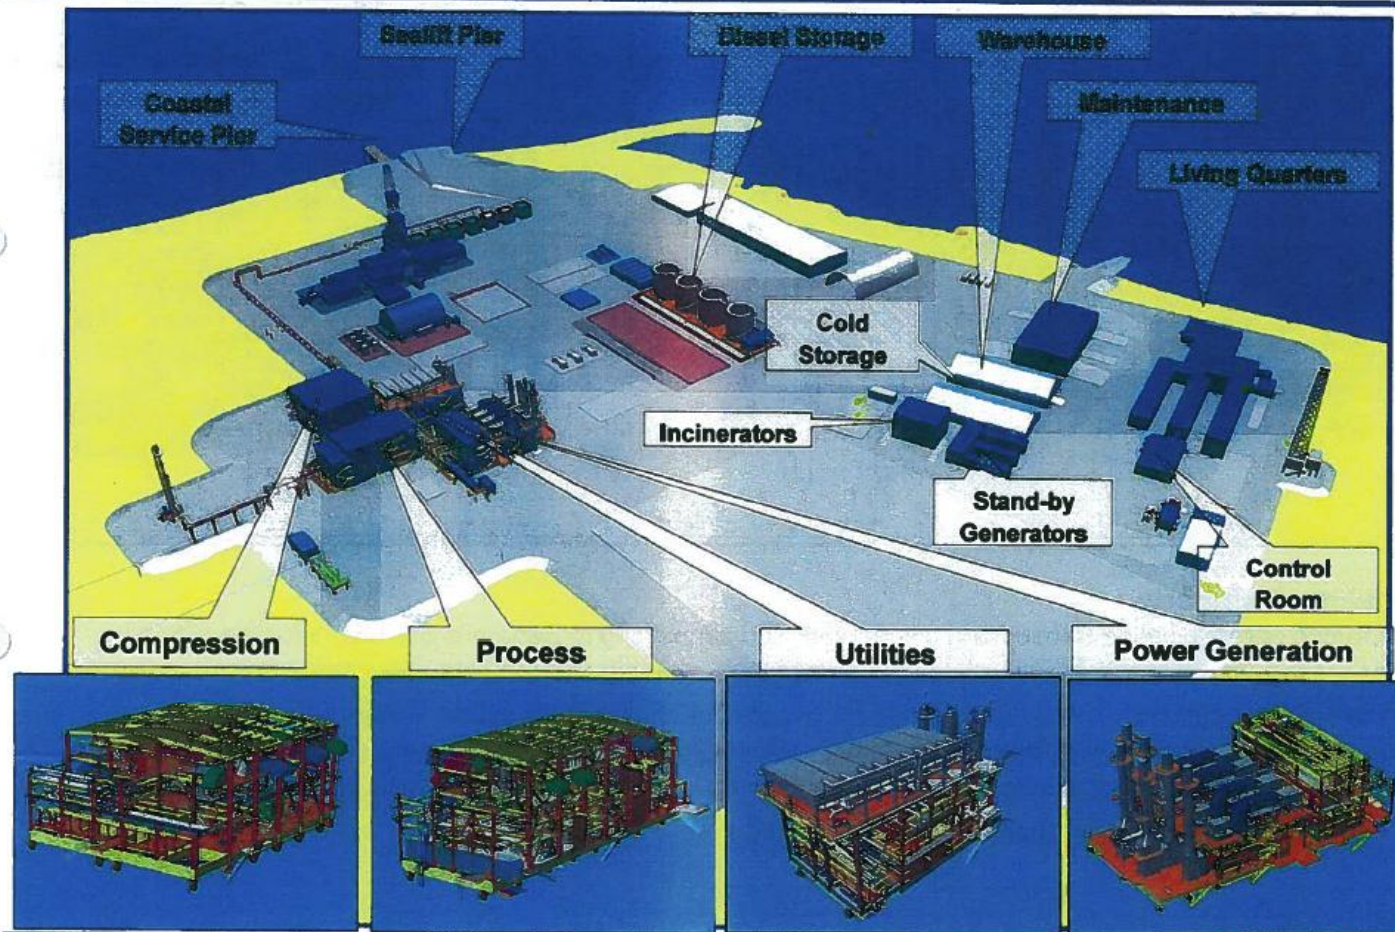 Sealift Pier
Diesel Storage
Warehouse
Coastal
Service Pier
Maintenance
Living Quarters
Cold
Storage
Incinerators
Stand-by
Generators
Control
Room
Compression
Process
Utilities
Power Generation